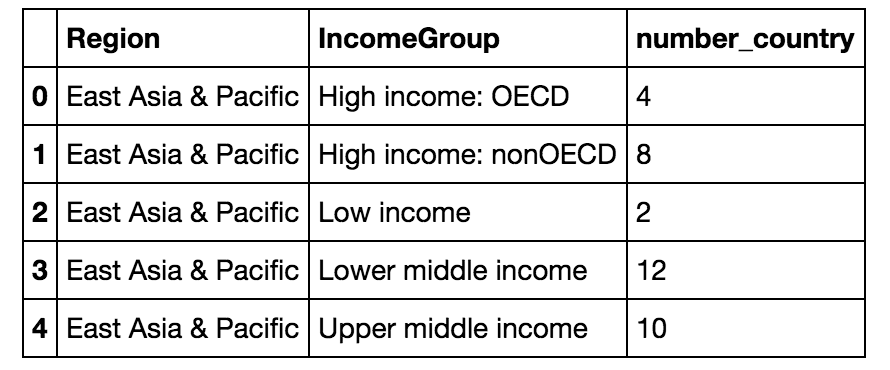 Region IncomeGroup number_country
0 East Asia & Pacific High income: OECD 4
1 East Asia & Pacific High income: nonOECD 8
2 East Asia & Pacific Low income 2
3 East Asia & Pacific Lower middle income 12
4 East Asia & Pacific Upper middle income 10